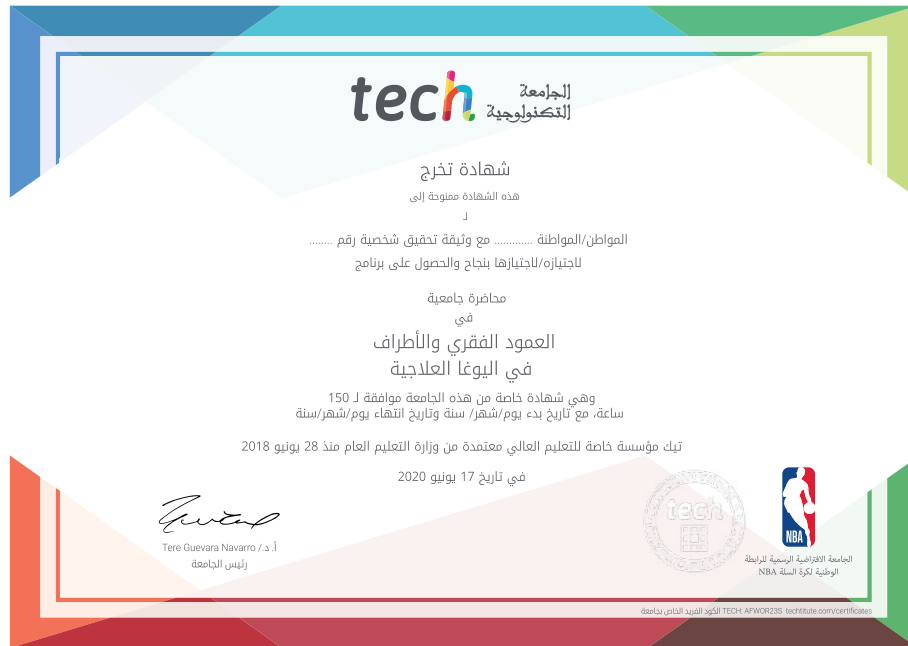 tech الجامعة
التكنولوجية
شهادة تخرج
هذه الشهادة ممنوحة إلى
لـ
المواطن/المواطنة ............. مع وثيقة تحقيق شخصية رقم ........
لاجتيازه/لاجتيازها بنجاح والحصول على برنامج
محاضرة جامعية
في
العمود الفقري والأطراف
في اليوغا العلاجية
وهي شهادة خاصة من هذه الجامعة موافقة لـ 150
ساعة، مع تاريخ بدء يوم/شهر/ سنة وتاريخ انتهاء يوم/شهر/سنة
تيك مؤسسة خاصة للتعليم العالي معتمدة من وزارة التعليم العام منذ 28 يونيو 2018
في تاريخ 17 يونيو 2020
tech
NBA
أ. د./ Tere Guevara Navarro
رئيس الجامعة
الجامعة الافتراضية الرسمية للرابطة
الوطنية لكرة السلة NBA
الكود الفريد الخاص بجامعة TECH: AFWOR23S techtitute.com/certificates